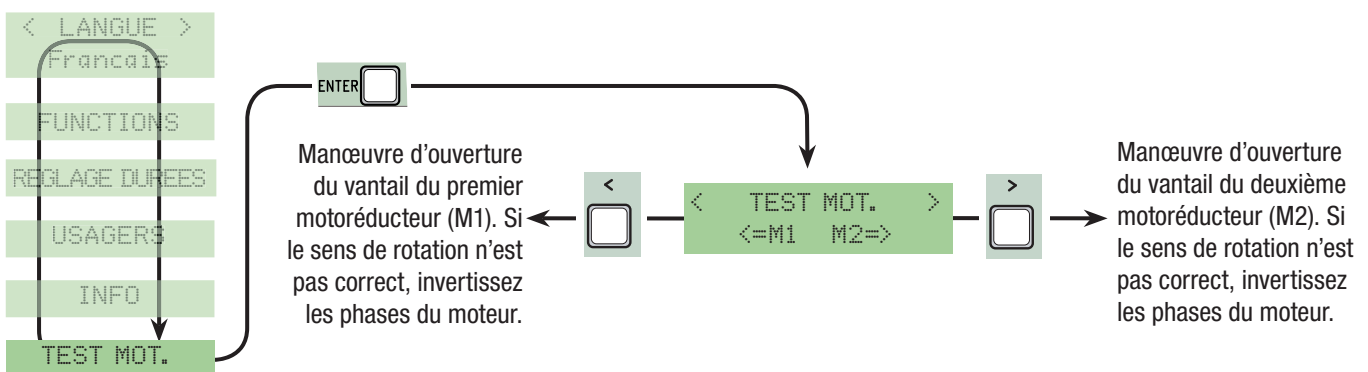 < LANGUE >
Francais
FUNCTIONS
REGLAGE DUREES
USAGERS
INFO
TEST MOT.
ENTER
Manœuvre d'ouverture
du vantail du premier
motoréducteur (M1). Si
le sens de rotation n'est
pas correct, invertissez
les phases du moteur.
<
< TEST MOT. >
<=M1 M2=>
>
Manœuvre d'ouverture
du vantail du deuxième
motoréducteur (M2). Si
le sens de rotation n'est
pas correct, invertissez
les phases du moteur.